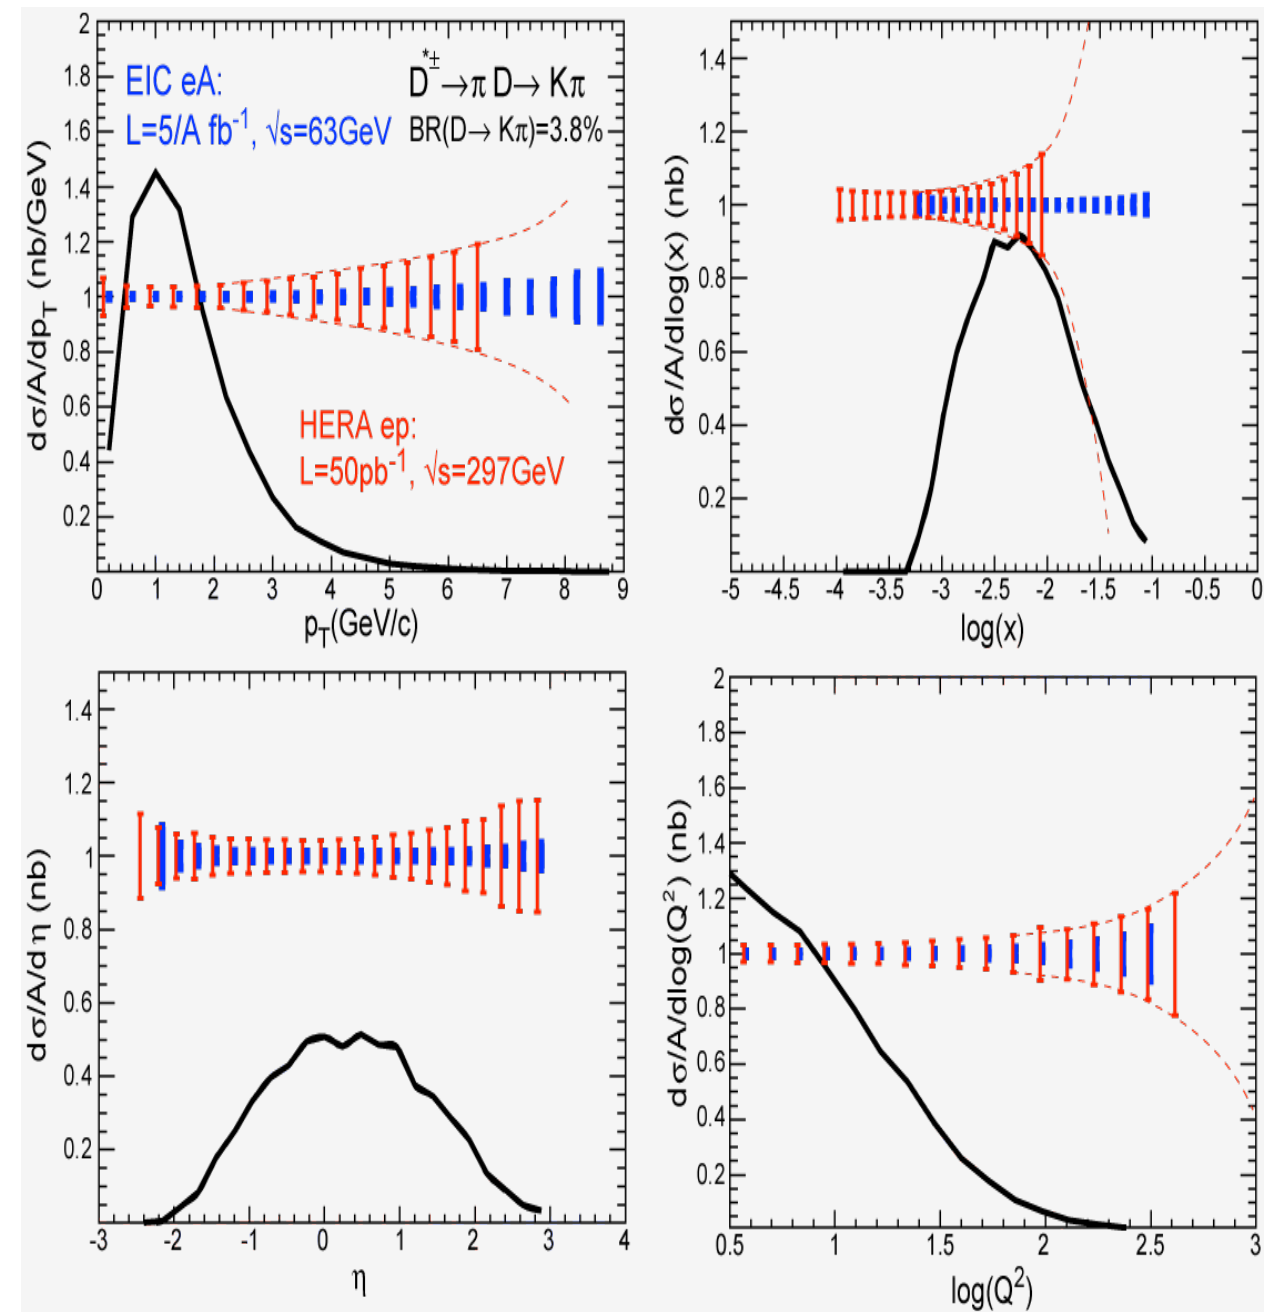 EIC eA:
L=5/A fb⁻¹, √s=63GeV
D*±→π D→ Kπ
BR(D→ Kπ)=3.8%
HERA ep:
L=50pb⁻¹, √s=297GeV
dσ/A/dp_T (nb/GeV)
2
1.8
1.6
1.4
1.2
1
0.8
0.6
0.4
0.2
0 1 2 3 4 5 6 7 8 9
p_T(GeV/c)
dσ/A/dlog(x) (nb)
1.4
1.2
1
0.8
0.6
0.4
0.2
-5 -4.5 -4 -3.5 -3 -2.5 -2 -1.5 -1 -0.5 0
log(x)
dσ/A/dη (nb)
1.4
1.2
1
0.8
0.6
0.4
0.2
-3 -2 -1 0 1 2 3 4
η
dσ/A/dlog(Q²) (nb)
2
1.8
1.6
1.4
1.2
1
0.8
0.6
0.4
0.2
0.5 1 1.5 2 2.5 3
log(Q²)